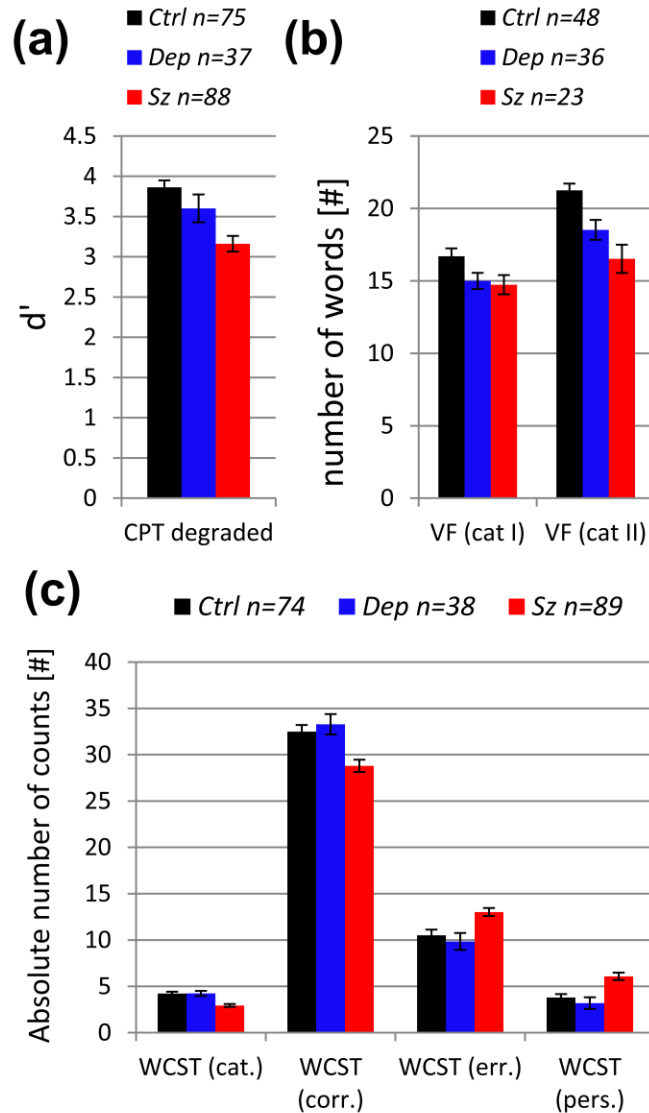 (a)
Ctrl n=75
Dep n=37
Sz n=88
d'
4.5
4
3.5
3
2.5
2
1.5
1
0.5
0
CPT degraded
(b)
Ctrl n=48
Dep n=36
Sz n=23
number of words [#]
25
20
15
10
5
0
VF (cat I) VF (cat II)
(c)
Ctrl n=74 Dep n=38 Sz n=89
Absolute number of counts [#]
40
35
30
25
20
15
10
5
0
WCST (cat.) WCST (corr.) WCST (err.) WCST (pers.)